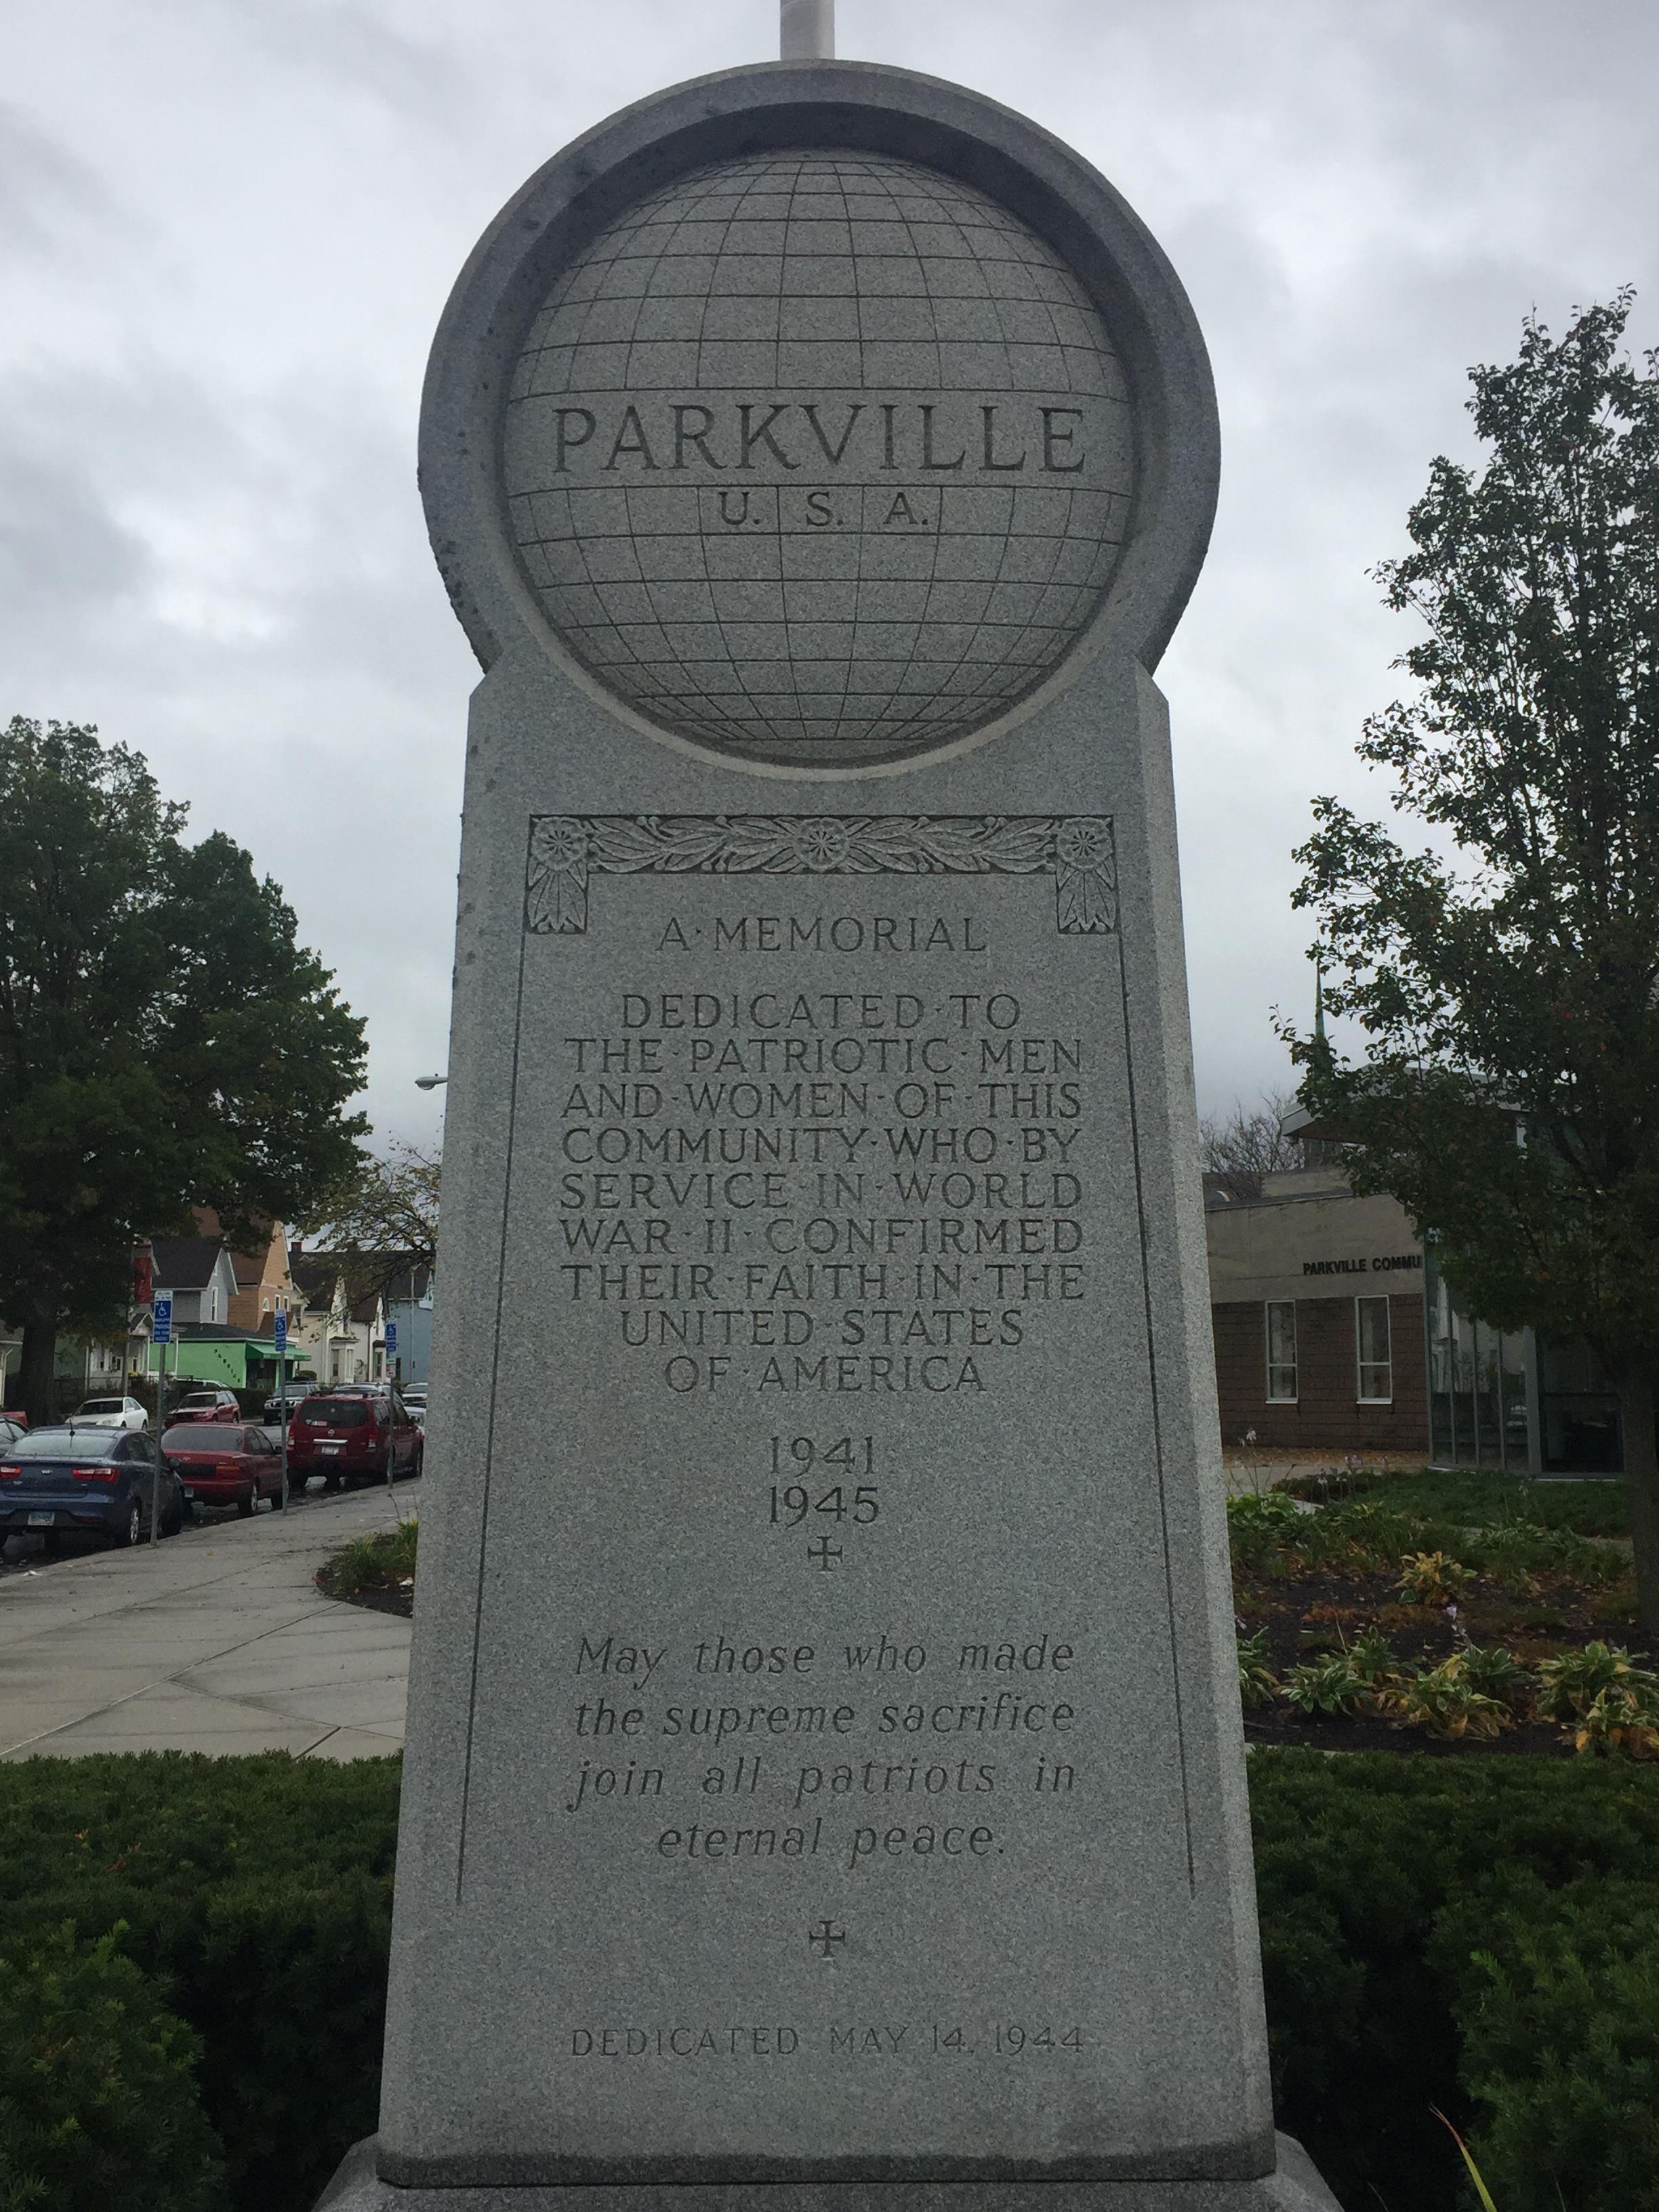 PARKVILLE
U. S. A.
A·MEMORIAL
DEDICATED·TO
THE·PATRIOTIC·MEN
AND·WOMEN·OF·THIS
COMMUNITY·WHO·BY
SERVICE·IN·WORLD
WAR·II·CONFIRMED
THEIR·FAITH·IN·THE
UNITED·STATES
OF·AMERICA
1941
1945
May those who made
the supreme sacrifice
join all patriots in
eternal peace.
DEDICATED MAY 14, 1944
PARKVILLE COMMU